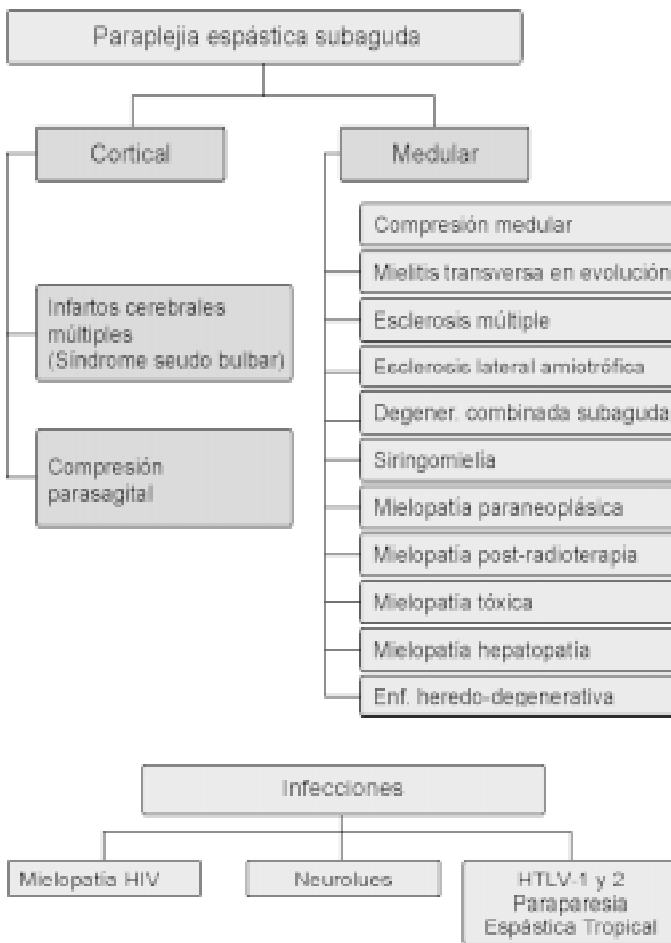 Paraplejia espástica subaguda
Cortical
Medular
Infartos cerebrales
múltiples
(Síndrome seudo bulbar)
Compresión
parasagital
Compresión medular
Mielitis transversa en evolución
Esclerosis múltiple
Esclerosis lateral amiotrófica
Degener. combinada subaguda
Siringomielia
Mielopatía paraneoplásica
Mielopatía post-radioterapia
Mielopatía tóxica
Mielopatía hepatopatía
Enf. heredo-degenerativa
Infecciones
Mielopatía HIV
Neurolues
HTLV-1 y 2
Paraparesia
Espástica Tropical